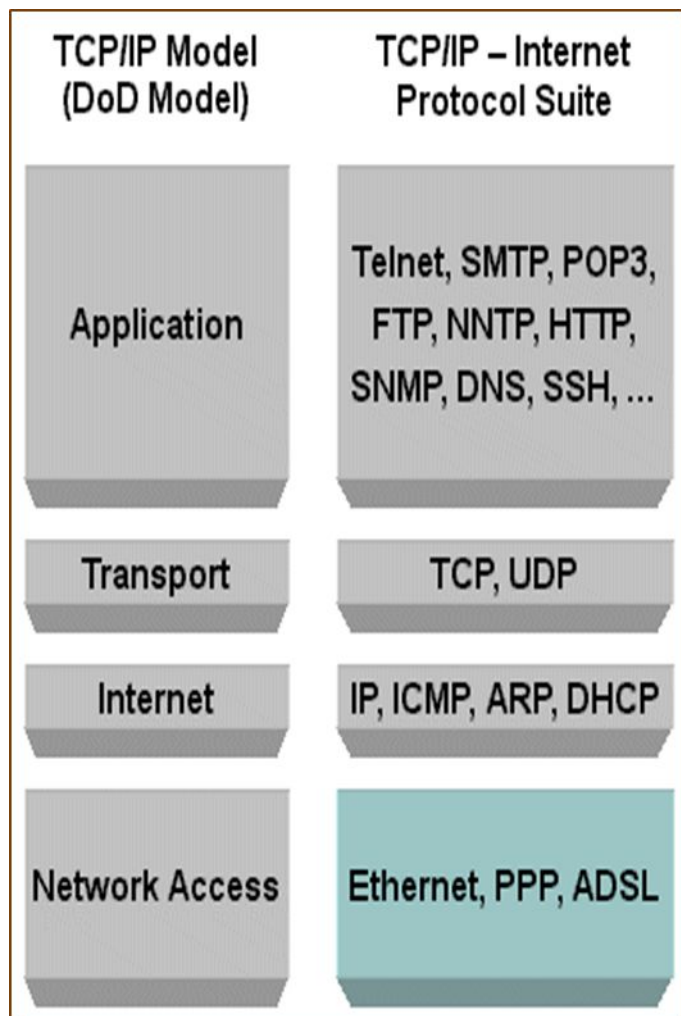 TCP/IP Model
(DoD Model)
TCP/IP – Internet
Protocol Suite
Application
Telnet, SMTP, POP3,
FTP, NNTP, HTTP,
SNMP, DNS, SSH, ...
Transport
TCP, UDP
Internet
IP, ICMP, ARP, DHCP
Network Access
Ethernet, PPP, ADSL